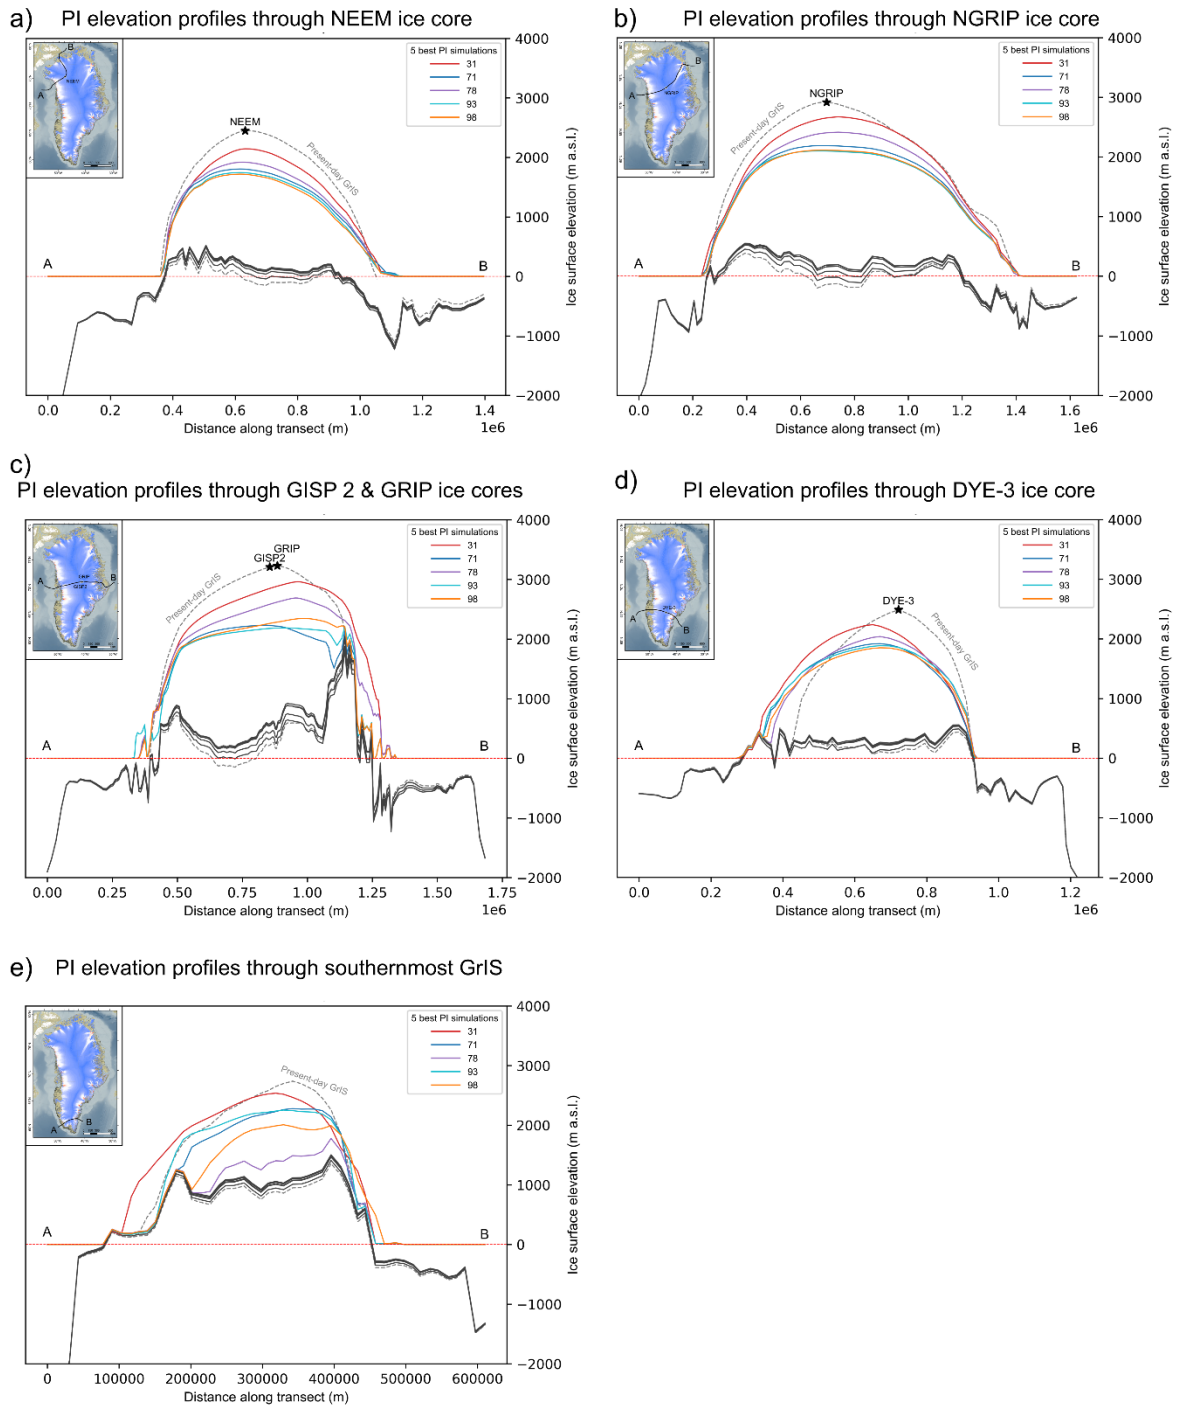 a) PI elevation profiles through NEEM ice core
B
A
NEEM
5 best PI simulations
31
71
78
93
98
NEEM
Present-day GrIS
A
B
4000
3000
2000
1000
0
−1000
−2000
Ice surface elevation (m a.s.l.)
0.0 0.2 0.4 0.6 0.8 1.0 1.2 1.4
Distance along transect (m)
1e6
b) PI elevation profiles through NGRIP ice core
B
A
NGRIP
5 best PI simulations
31
71
78
93
98
NGRIP
Present-day GrIS
A
B
4000
3000
2000
1000
0
−1000
−2000
Ice surface elevation (m a.s.l.)
0.0 0.2 0.4 0.6 0.8 1.0 1.2 1.4 1.6
Distance along transect (m)
1e6
c)
PI elevation profiles through GISP 2 & GRIP ice cores
A
B
GRIP
GISP2
5 best PI simulations
31
71
78
93
98
GRIP
GISP2
Present-day GrIS
A
B
4000
3000
2000
1000
0
−1000
−2000
Ice surface elevation (m a.s.l.)
0.00 0.25 0.50 0.75 1.00 1.25 1.50 1.75
Distance along transect (m)
1e6
d)
PI elevation profiles through DYE-3 ice core
A
B
DYE-3
5 best PI simulations
31
71
78
93
98
DYE-3
Present-day GrIS
A
B
4000
3000
2000
1000
0
−1000
−2000
Ice surface elevation (m a.s.l.)
0.0 0.2 0.4 0.6 0.8 1.0 1.2
Distance along transect (m)
1e6
e) PI elevation profiles through southernmost GrIS
A
B
5 best PI simulations
31
71
78
93
98
Present-day GrIS
A
B
4000
3000
2000
1000
0
−1000
−2000
Ice surface elevation (m a.s.l.)
0 100000 200000 300000 400000 500000 600000
Distance along transect (m)